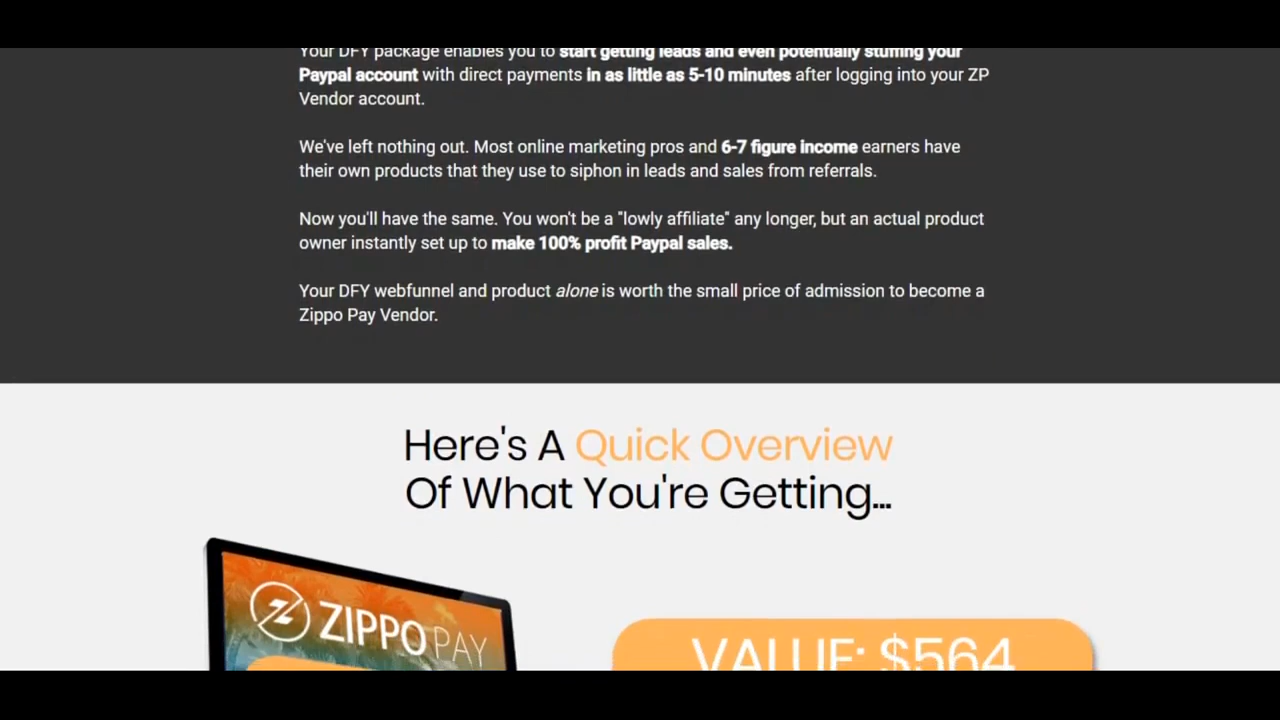 Your DFY package enables you to start getting leads and even potentially stuffing your
Paypal account with direct payments in as little as 5-10 minutes after logging into your ZP
Vendor account.
We've left nothing out. Most online marketing pros and 6-7 figure income earners have
their own products that they use to siphon in leads and sales from referrals.
Now you'll have the same. You won't be a "lowly affiliate" any longer, but an actual product
owner instantly set up to make 100% profit Paypal sales.
Your DFY webfunnel and product alone is worth the small price of admission to become a
Zippo Pay Vendor.
Here's A Quick Overview
Of What You're Getting...
ZIPPO PAY
VALUE: $564